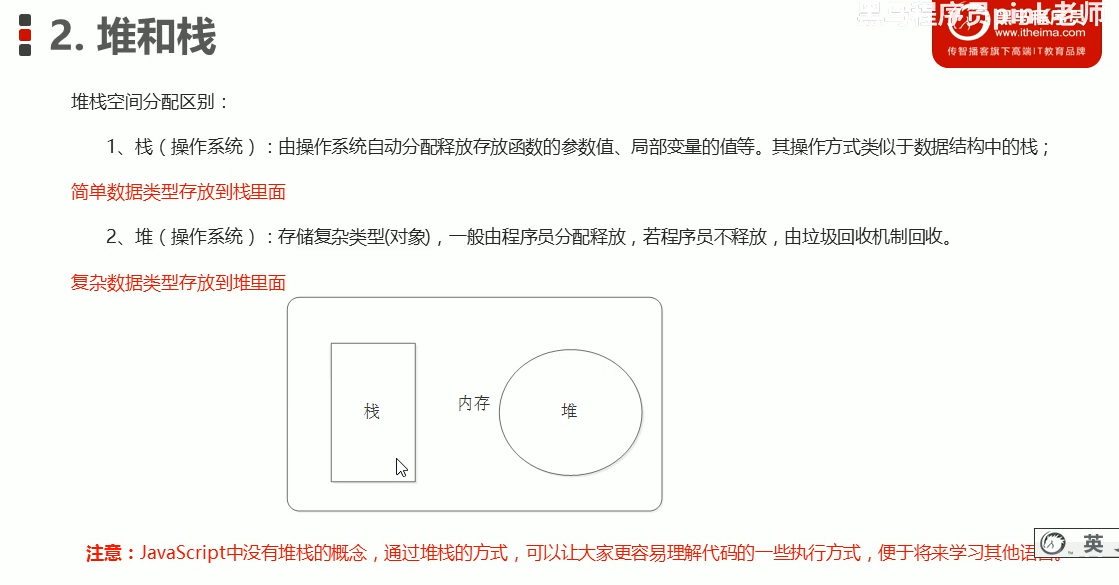 黑马程序员pink老师
www.itheima.com
传智播客旗下高端IT教育品牌
2. 堆和栈
堆栈空间分配区别：
1、栈（操作系统）：由操作系统自动分配释放存放函数的参数值、局部变量的值等。其操作方式类似于数据结构中的栈；
简单数据类型存放到栈里面
2、堆（操作系统）：存储复杂类型(对象)，一般由程序员分配释放，若程序员不释放，由垃圾回收机制回收。
复杂数据类型存放到堆里面
栈
内存
堆
注意：JavaScript中没有堆栈的概念，通过堆栈的方式，可以让大家更容易理解代码的一些执行方式，便于将来学习其他语言。
英